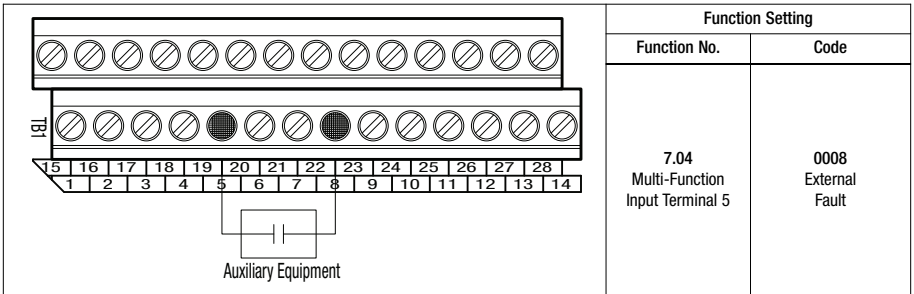 Function Setting
Function No. Code
TB1
15 16 17 18 19 20 21 22 23 24 25 26 27 28
1 2 3 4 5 6 7 8 9 10 11 12 13 14
Auxiliary Equipment
7.04
Multi-Function
Input Terminal 5
0008
External
Fault